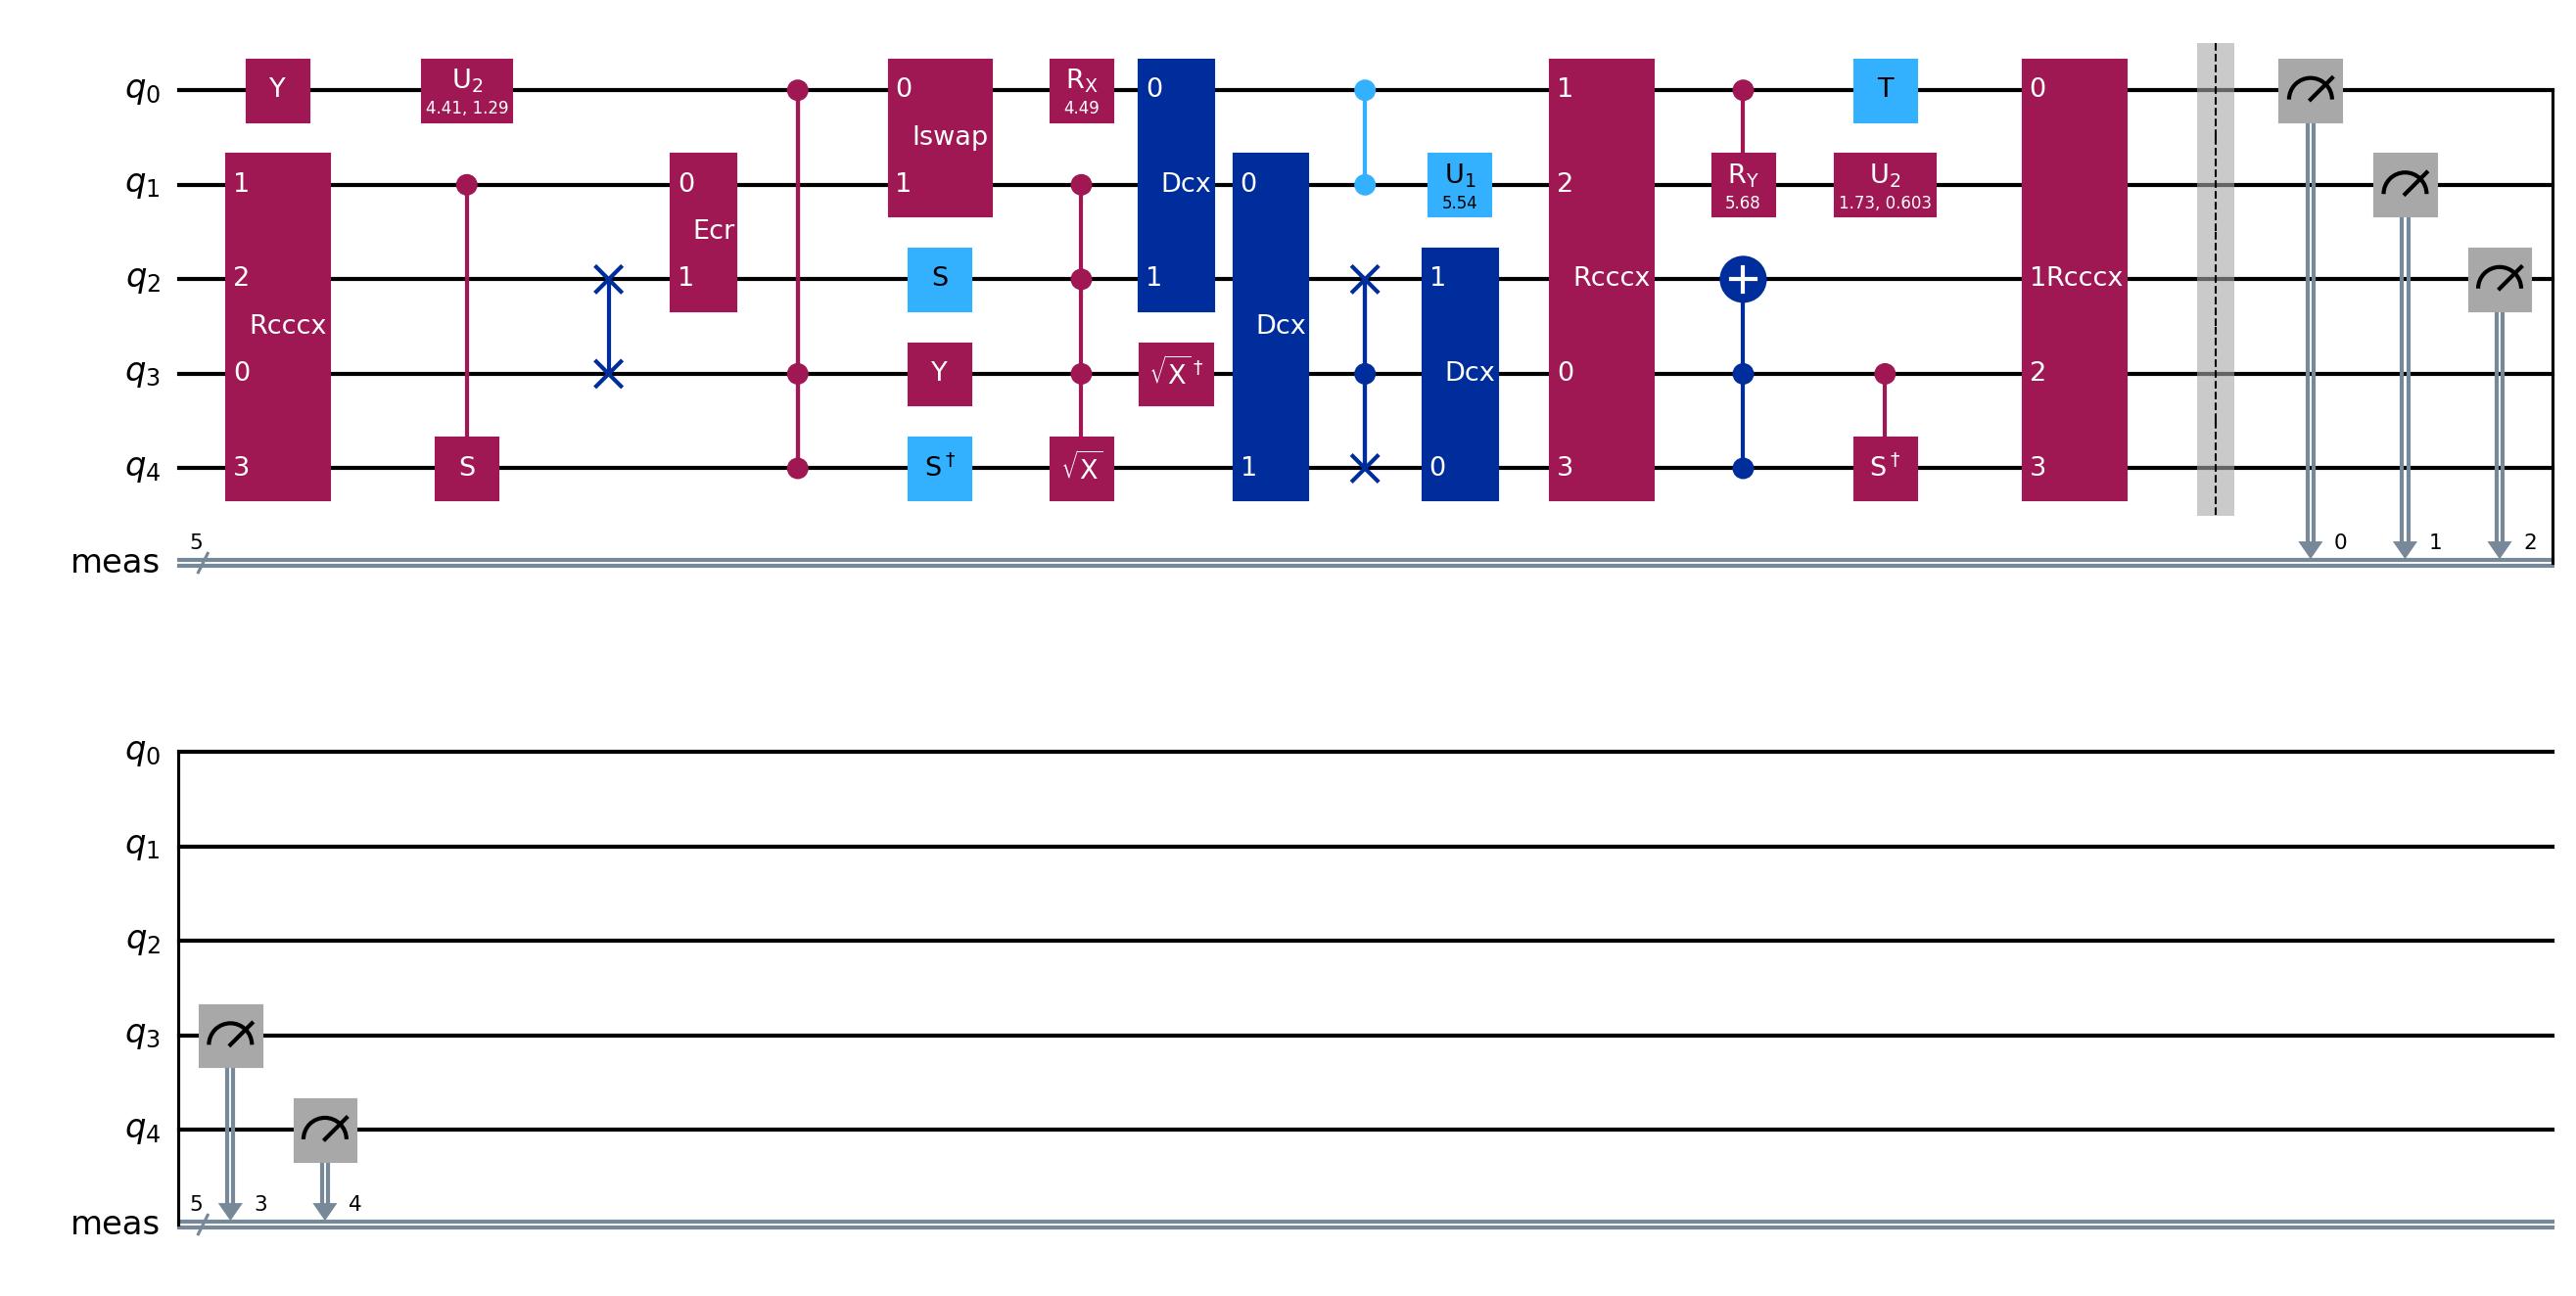 q0 Y U2 4.41, 1.29 0 Iswap RX 4.49 0 1 T 0
q1 1 0 Ecr 1 Dcx 0 U1 5.54 2 RY 5.68 U2 1.73, 0.603
q2 2 Rcccx 1 S 1 Dcx 1 Rcccx 1 Rcccx
q3 0 Y √X† Dcx 0 2
q4 3 S S† √X 1 0 3 S† 3
meas 5 0 1 2
q0
q1
q2
q3
q4
meas 5 3 4